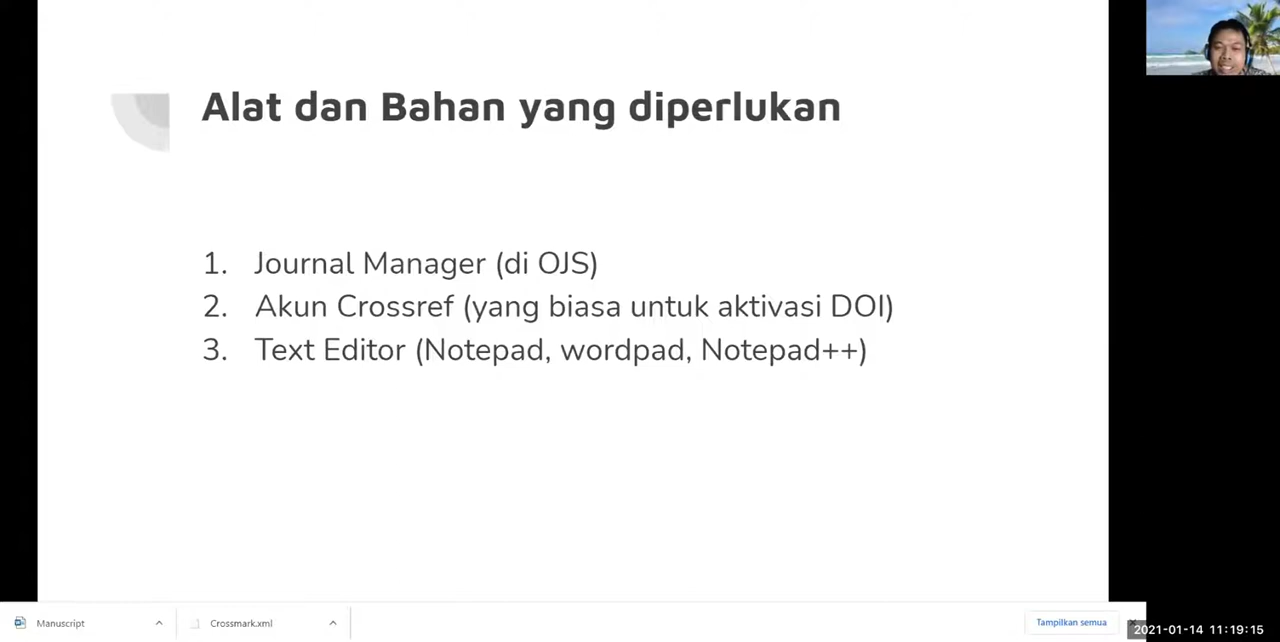 Alat dan Bahan yang diperlukan
1. Journal Manager (di OJS)
2. Akun Crossref (yang biasa untuk aktivasi DOI)
3. Text Editor (Notepad, wordpad, Notepad++)
Manuscript
Crossmark.xml
Tampilkan semua
2021-01-14 11:19:15